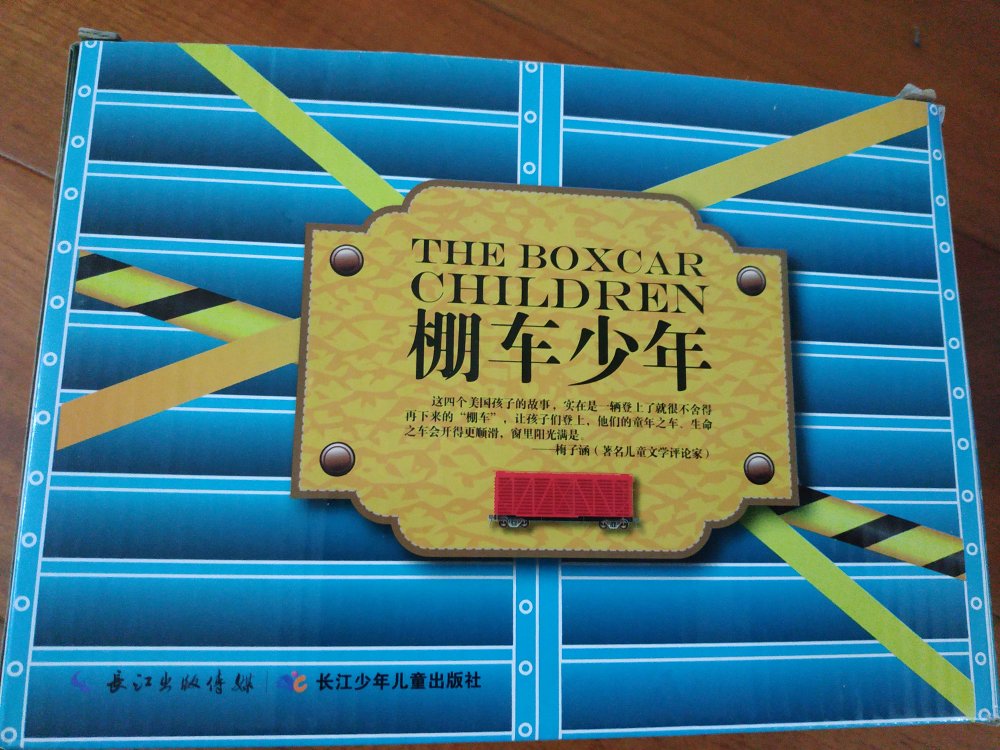 THE BOXCAR
CHILDREN
棚车少年
这四个美国孩子的故事，实在是一辆登上了就很不舍得
再下来的“棚车”，让孩子们登上，他们的童年之车、生命
之车会开得更顺滑，窗里阳光满足。
——梅子涵（著名儿童文学评论家）
长江出版传媒
长江少年儿童出版社